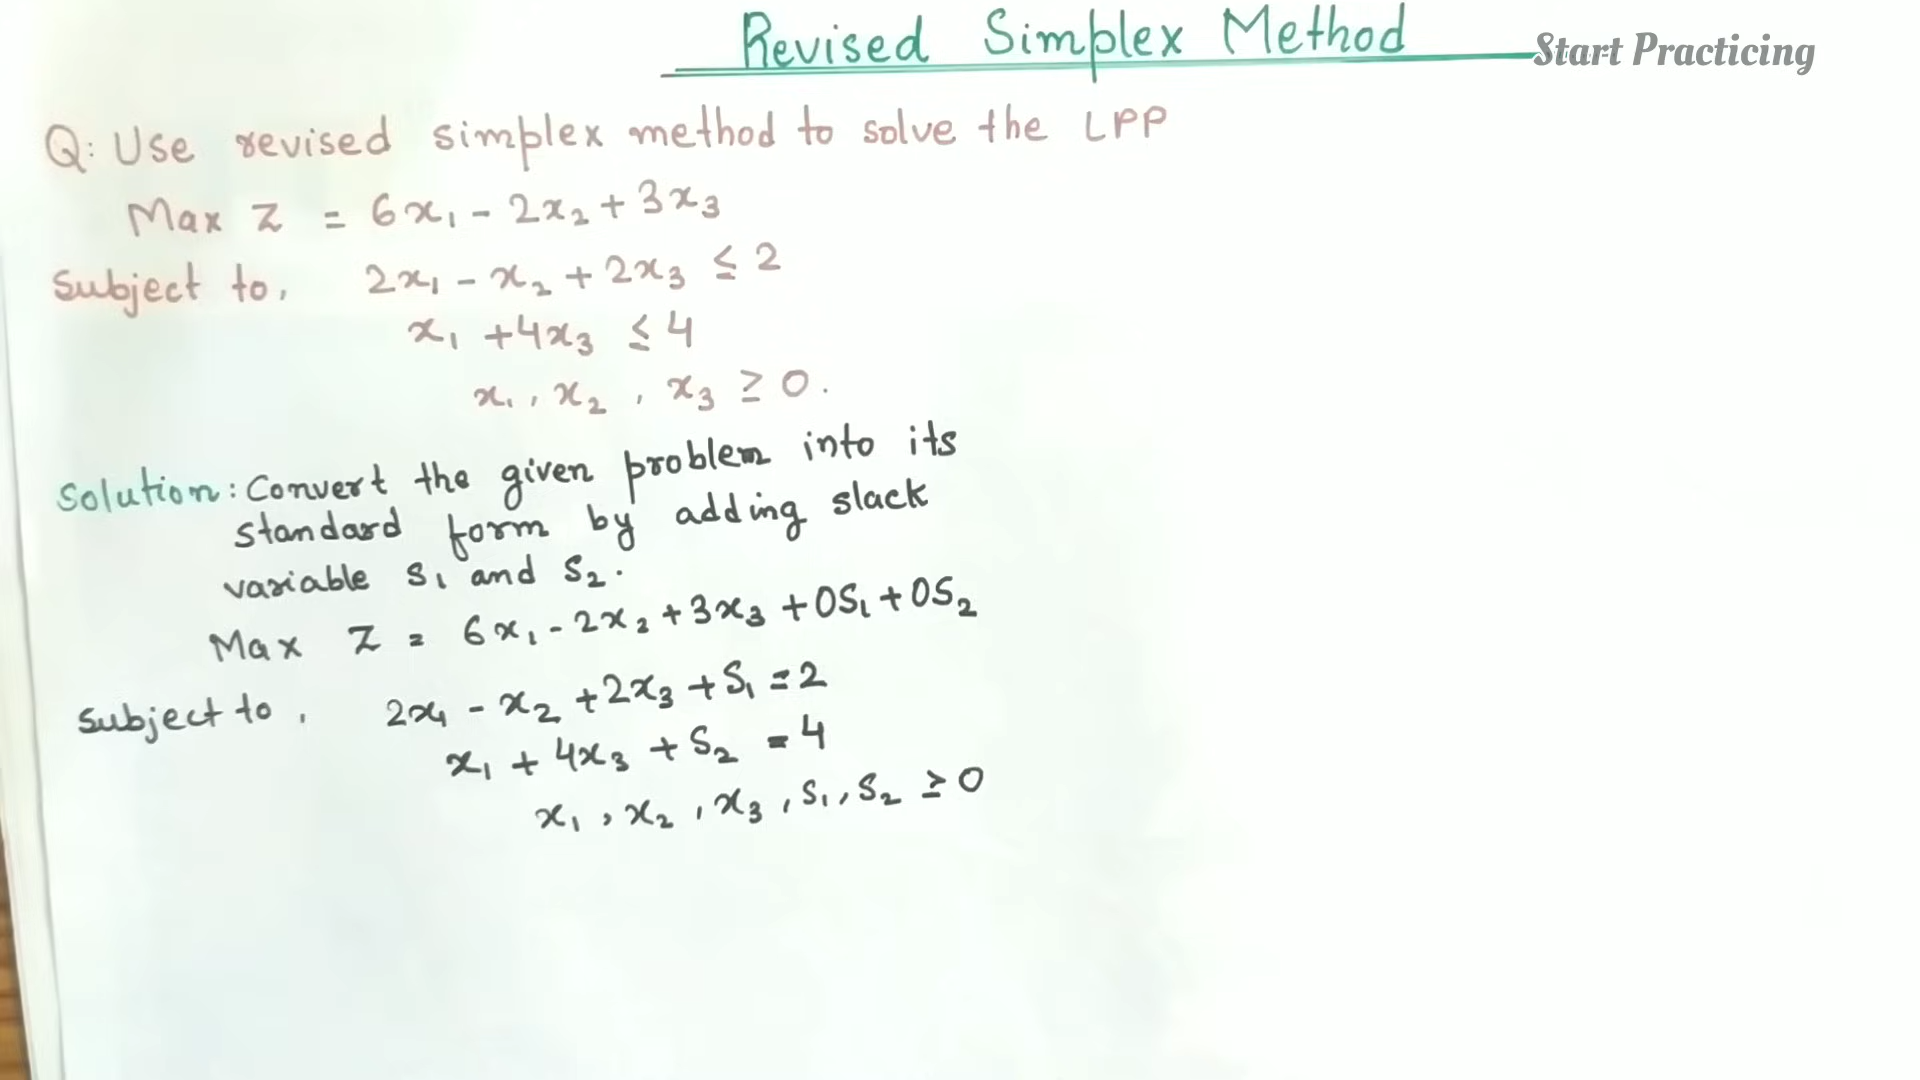 Revised Simplex Method
Start Practicing
Q: Use revised simplex method to solve the LPP
Max Z = 6x₁ - 2x₂ + 3x₃
Subject to, 2x₁ - x₂ + 2x₃ ≤ 2
x₁ + 4x₃ ≤ 4
x₁, x₂, x₃ ≥ 0.
Solution: Convert the given problem into its
standard form by adding slack
variable s₁ and s₂.
Max Z = 6x₁ - 2x₂ + 3x₃ + 0S₁ + 0S₂
Subject to, 2x₁ - x₂ + 2x₃ + S₁ = 2
x₁ + 4x₃ + S₂ = 4
x₁, x₂, x₃, S₁, S₂ ≥ 0